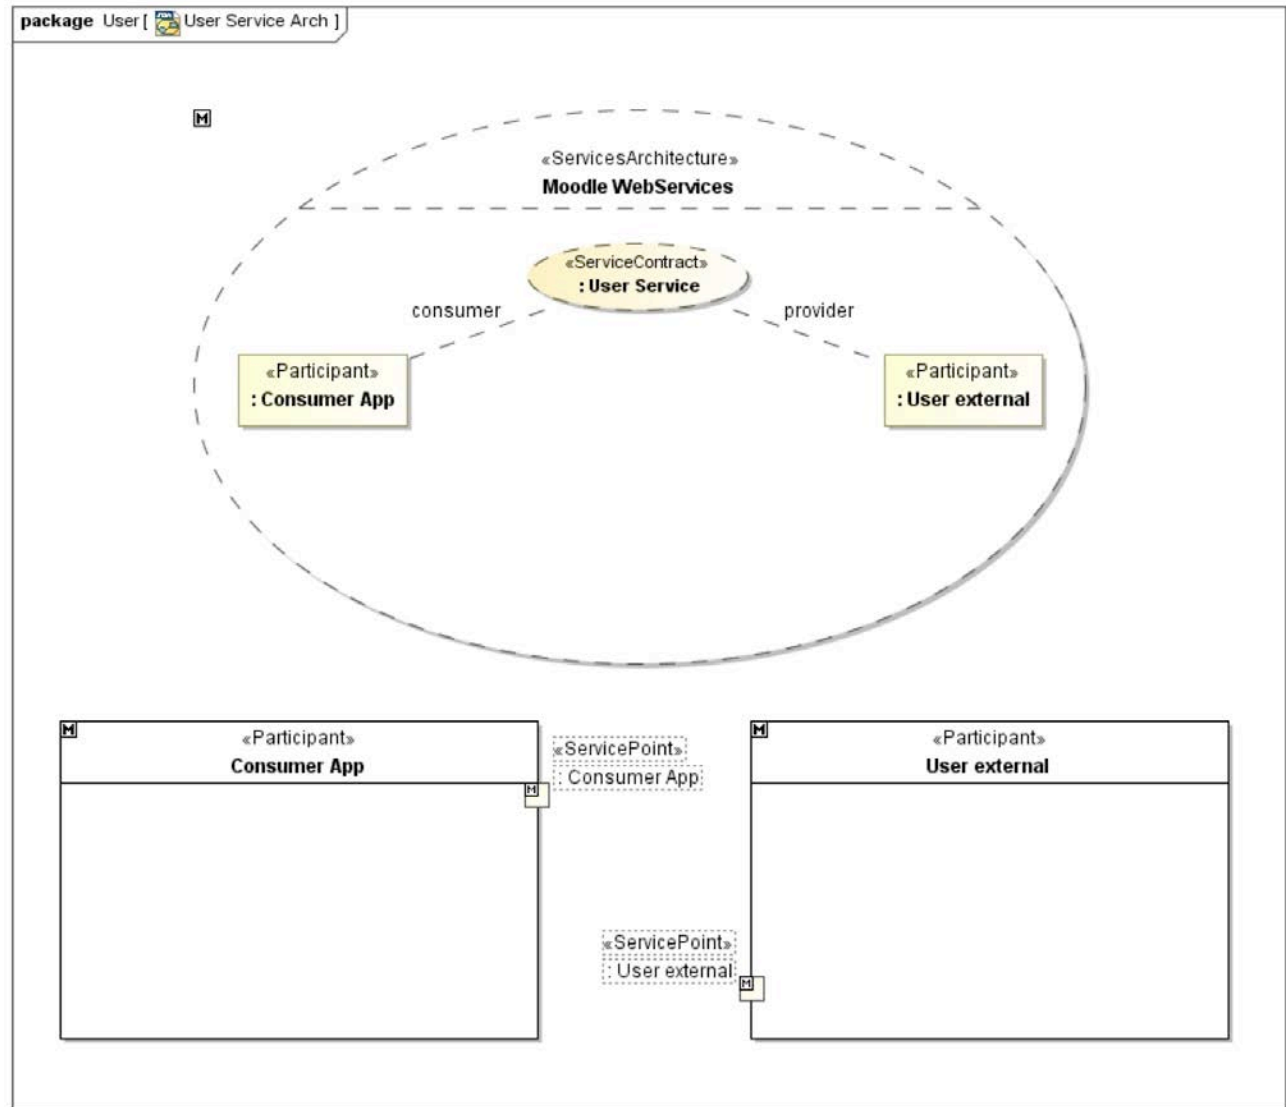 package User [ User Service Arch ]
M
«ServicesArchitecture»
Moodle WebServices
«ServiceContract»
: User Service
consumer
provider
«Participant»
: Consumer App
«Participant»
: User external
M
«Participant»
Consumer App
«ServicePoint»
: Consumer App
M
M
«Participant»
User external
«ServicePoint»
: User external
M